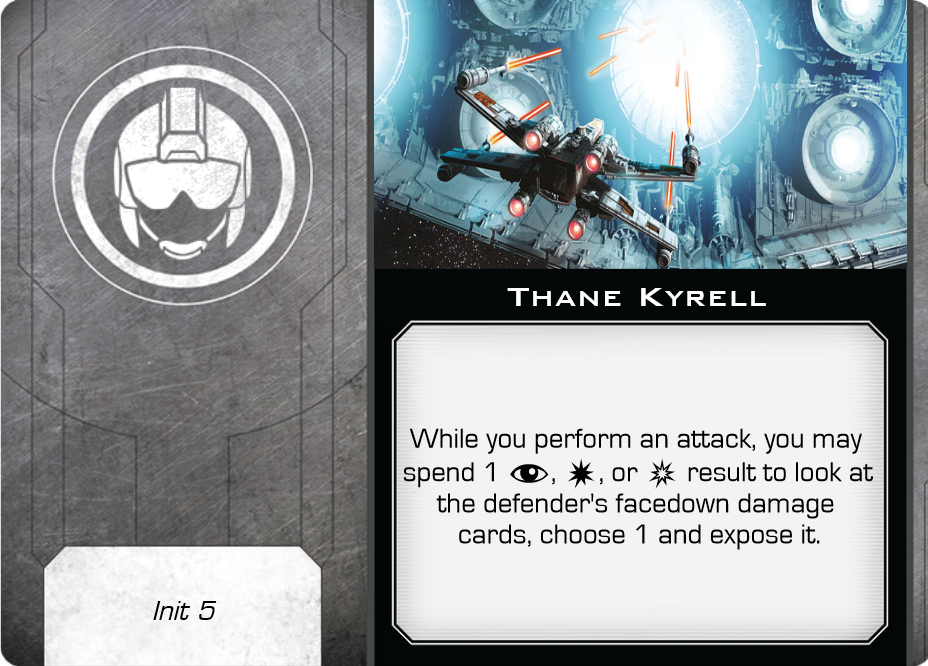 Thane Kyrell
While you perform an attack, you may
spend 1 , , or result to look at
the defender's facedown damage
cards, choose 1 and expose it.
Init 5